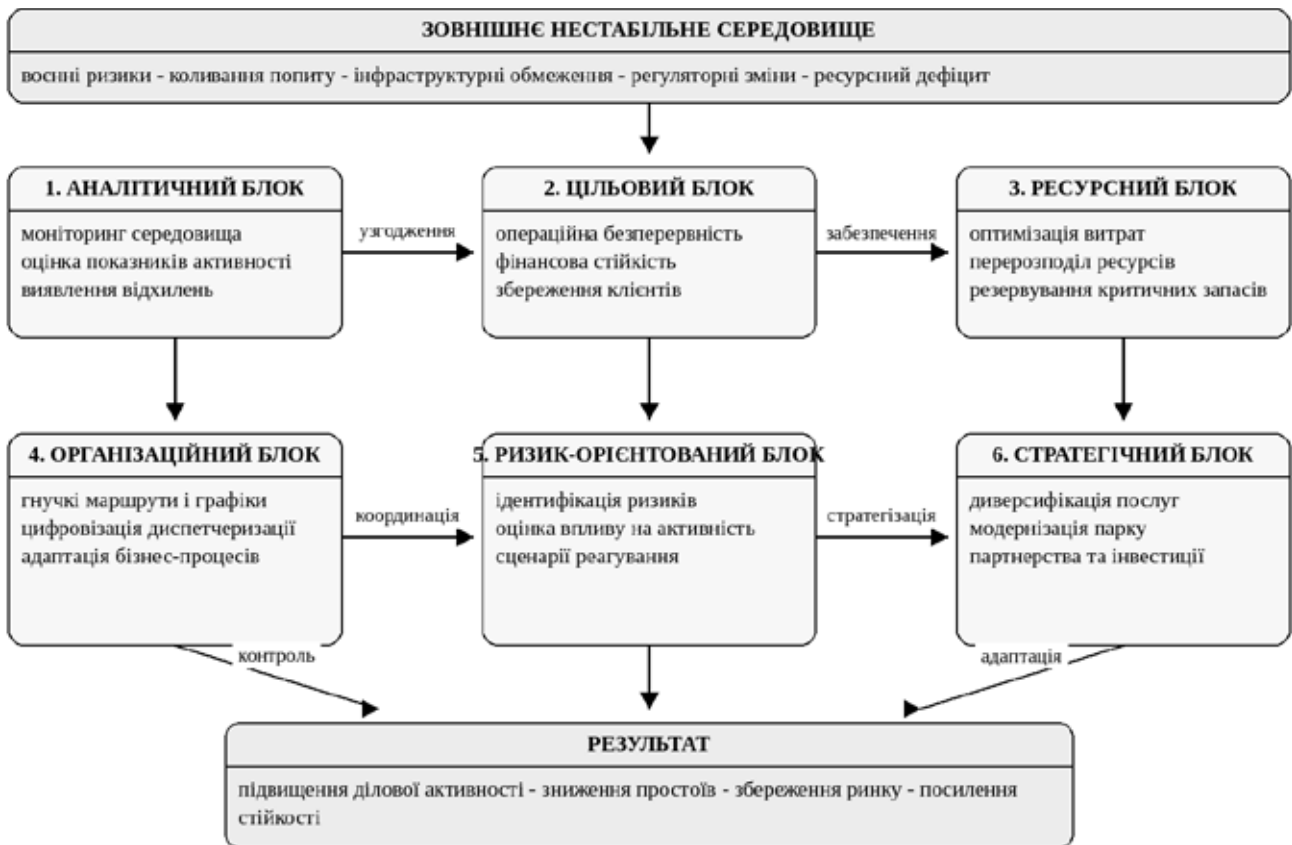 ЗОВНІШНЄ НЕСТАБІЛЬНЕ СЕРЕДОВИЩЕ
воєнні ризики - коливання попиту - інфраструктурні обмеження - регуляторні зміни - ресурсний дефіцит
1. АНАЛІТИЧНИЙ БЛОК
моніторинг середовища
оцінка показників активності
виявлення відхилень
узгодження
2. ЦІЛЬОВИЙ БЛОК
операційна безперервність
фінансова стійкість
збереження клієнтів
забезпечення
3. РЕСУРСНИЙ БЛОК
оптимізація витрат
перерозподіл ресурсів
резервування критичних запасів
4. ОРГАНІЗАЦІЙНИЙ БЛОК
гнучкі маршрути і графіки
цифровізація диспетчеризації
адаптація бізнес-процесів
координація
5. РИЗИК-ОРІЄНТОВАНИЙ БЛОК
ідентифікація ризиків
оцінка впливу на активність
сценарії реагування
стратегізація
6. СТРАТЕГІЧНИЙ БЛОК
диверсифікація послуг
модернізація парку
партнерства та інвестиції
контроль
адаптація
РЕЗУЛЬТАТ
підвищення ділової активності - зниження простоїв - збереження ринку - посилення
стійкості